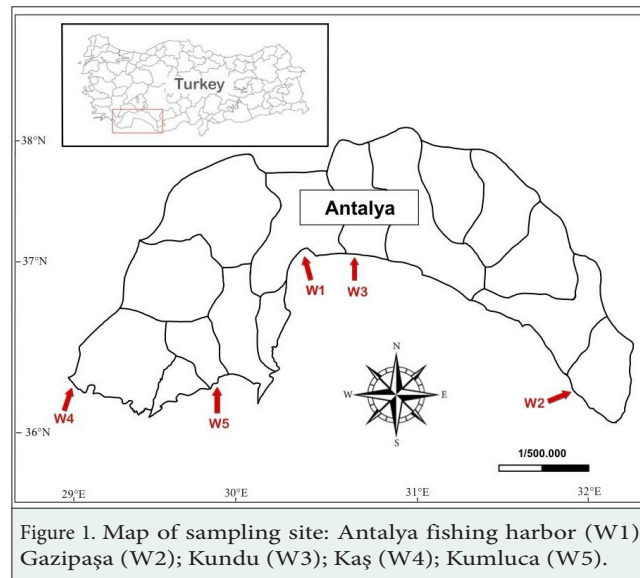 Turkey
38°N
Antalya
37°N
W1
W3
N
W
E
S
W4
W5
W2
36°N
1/500.000
29°E
30°E
31°E
32°E
Figure 1. Map of sampling site: Antalya fishing harbor (W1)
Gazipaşa (W2); Kundu (W3); Kaş (W4); Kumluca (W5).